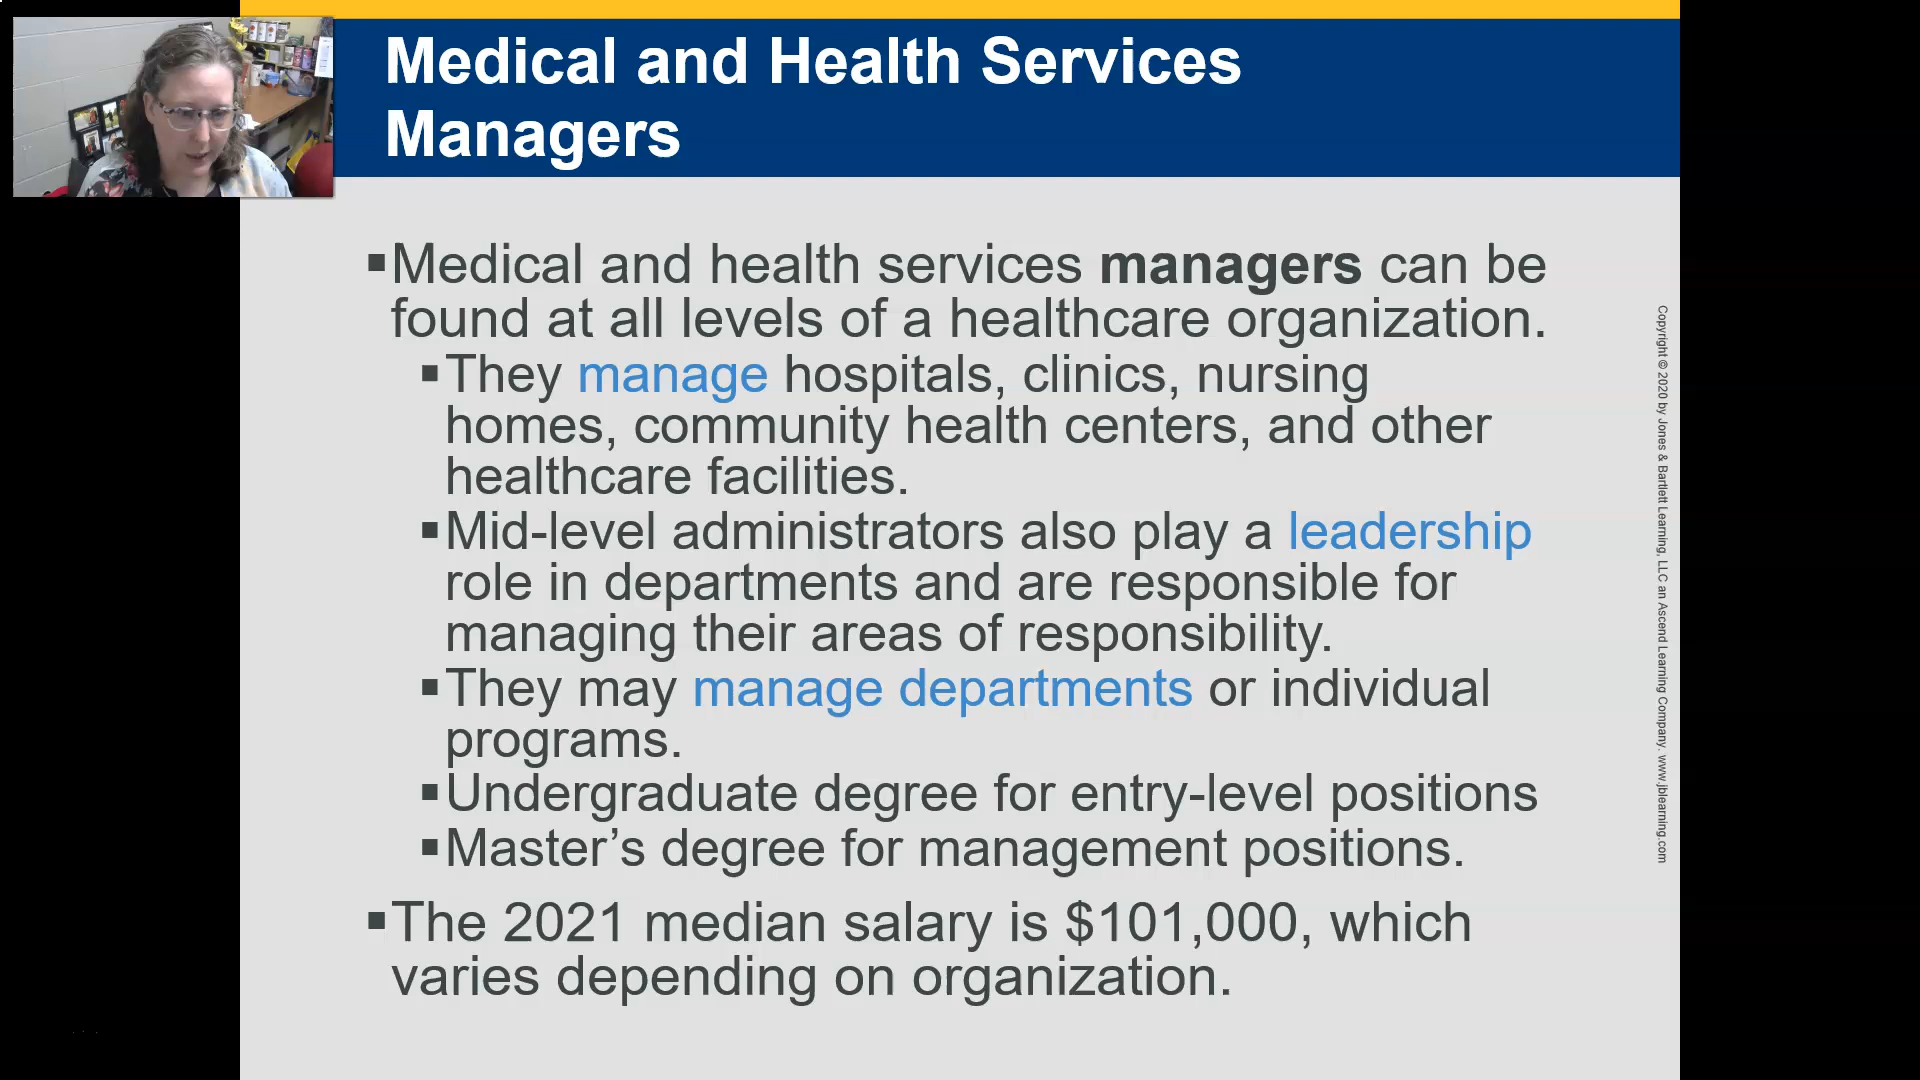 Medical and Health Services
Managers
▪Medical and health services managers can be
found at all levels of a healthcare organization.
▪They manage hospitals, clinics, nursing
homes, community health centers, and other
healthcare facilities.
▪Mid-level administrators also play a leadership
role in departments and are responsible for
managing their areas of responsibility.
▪They may manage departments or individual
programs.
▪Undergraduate degree for entry-level positions
▪Master’s degree for management positions.
▪The 2021 median salary is $101,000, which
varies depending on organization.
Copyright © 2020 by Jones & Bartlett Learning, LLC an Ascend Learning Company. www.jblearning.com